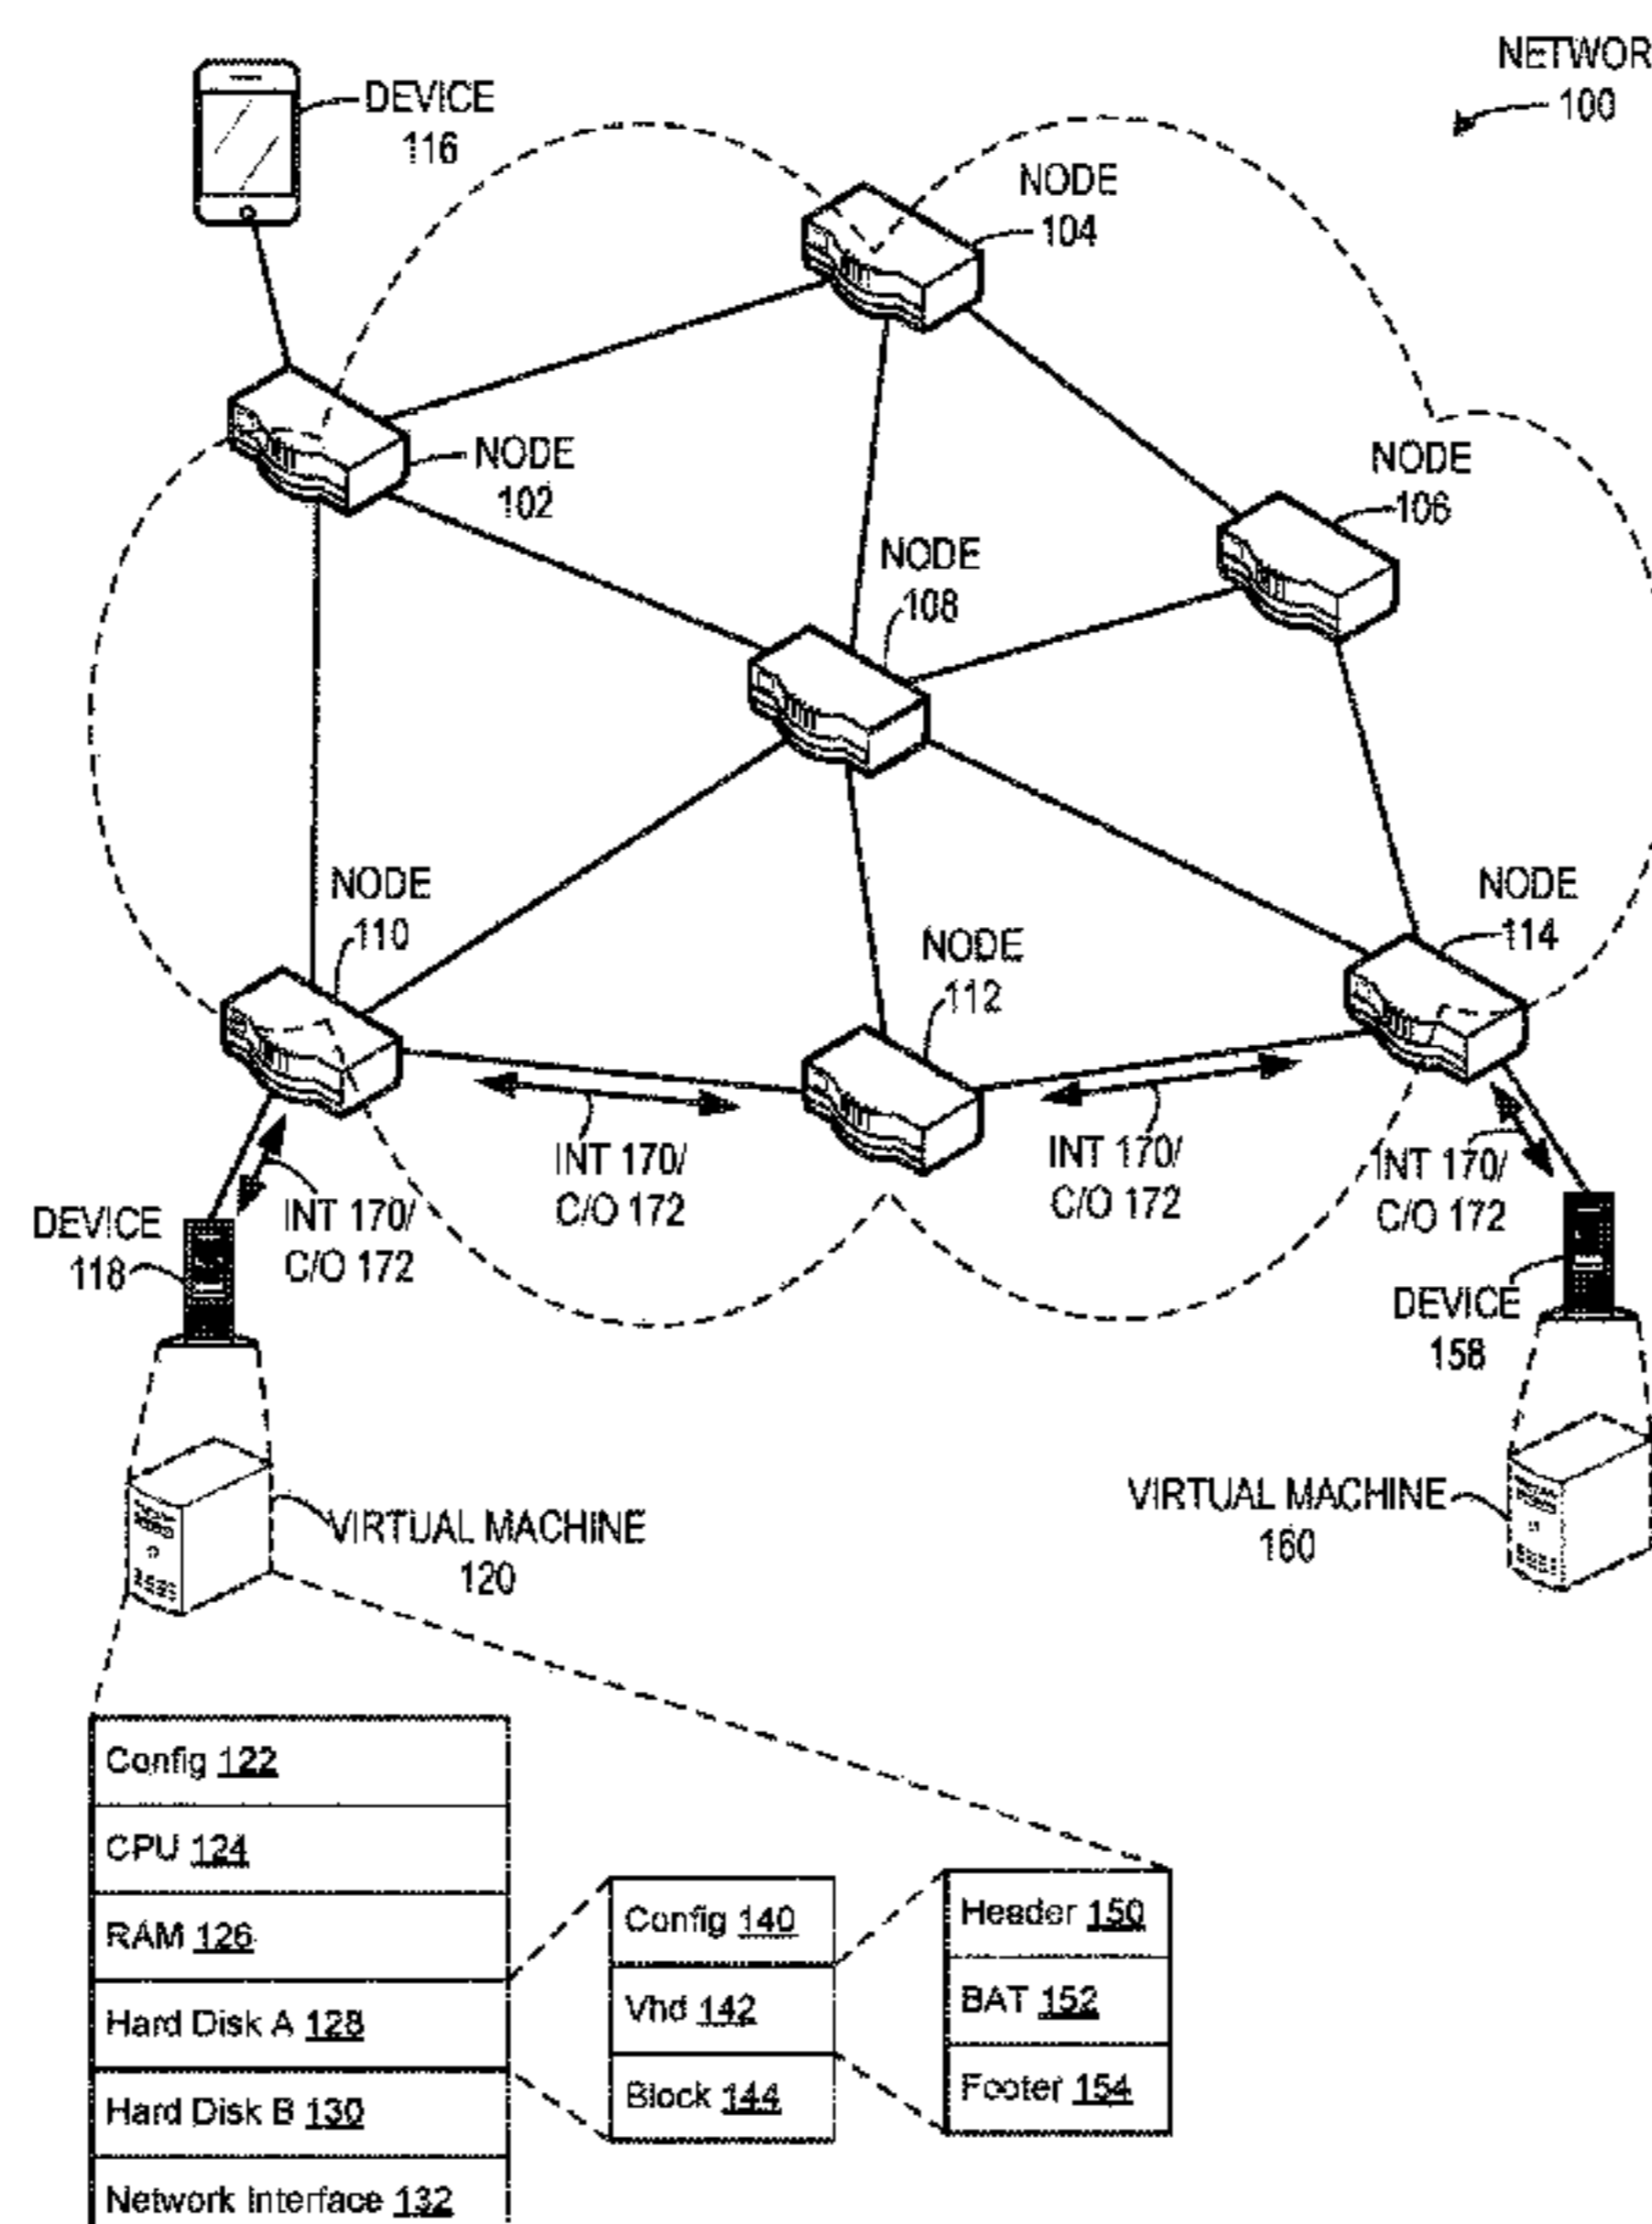 NETWOR
100
DEVICE
116
NODE
104
NODE
102
NODE
106
NODE
108
NODE
110
NODE
112
NODE
114
INT 170/
C/O 172
INT 170/
C/O 172
INT 170/
C/O 172
INT 170/
C/O 172
DEVICE
118
DEVICE
158
VIRTUAL MACHINE
120
VIRTUAL MACHINE
160
Config 122
CPU 124
RAM 126
Hard Disk A 128
Hard Disk B 130
Network Interface 132
Config 140
Vhd 142
Block 144
Header 150
BAT 152
Footer 154